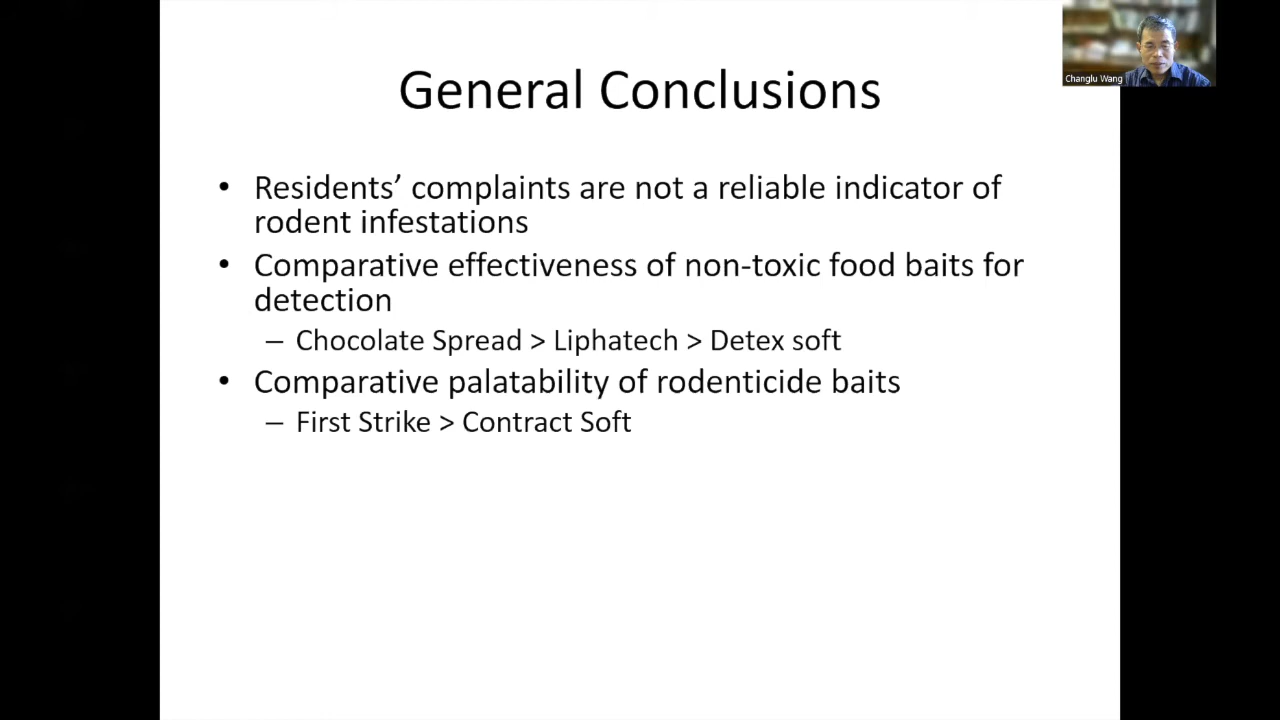 General Conclusions
Changlu Wang
• Residents’ complaints are not a reliable indicator of
rodent infestations
• Comparative effectiveness of non-toxic food baits for
detection
– Chocolate Spread > Liphatech > Detex soft
• Comparative palatability of rodenticide baits
– First Strike > Contract Soft